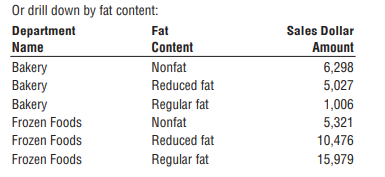 Or drill down by fat content:
Department Fat Sales Dollar
Name Content Amount
Bakery Nonfat 6,298
Bakery Reduced fat 5,027
Bakery Regular fat 1,006
Frozen Foods Nonfat 5,321
Frozen Foods Reduced fat 10,476
Frozen Foods Regular fat 15,979